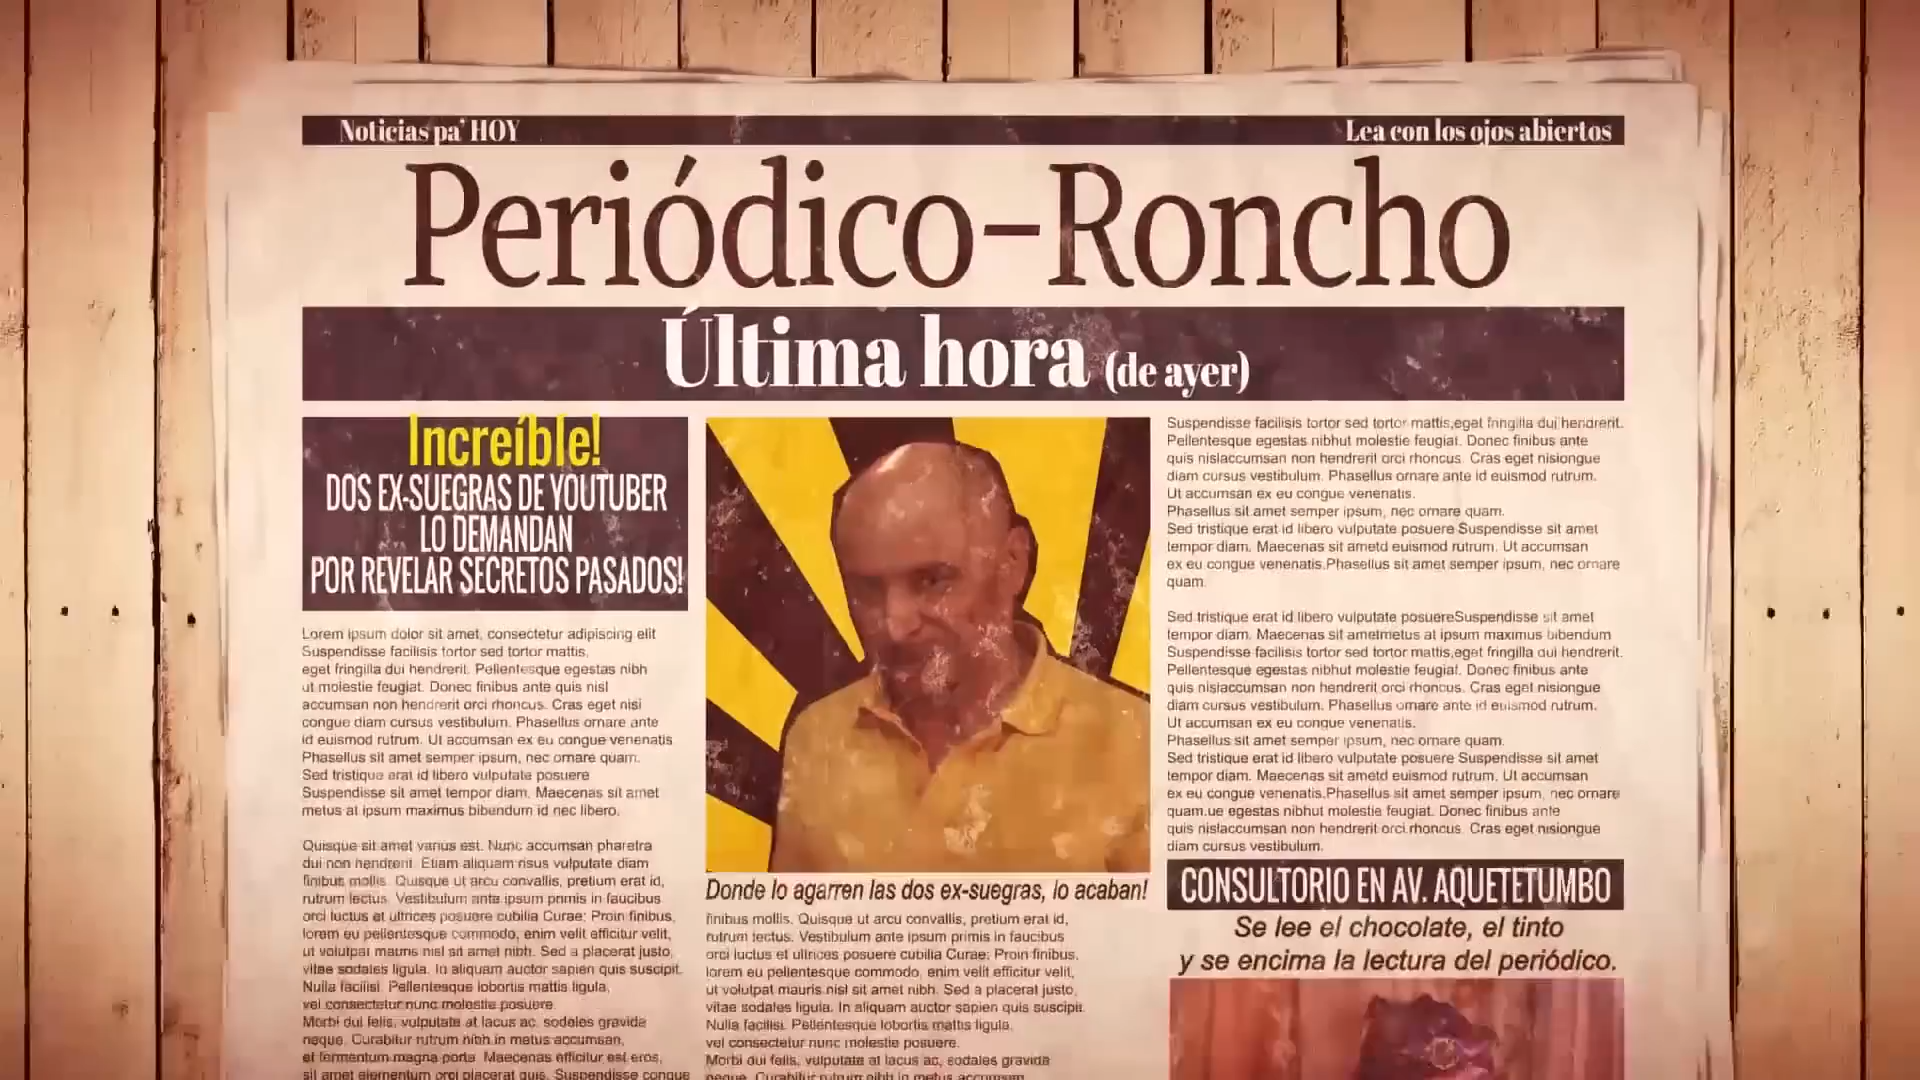 Noticias pa' HOY
Lea con los ojos abiertos
Periódico-Roncho
Última hora (de ayer)
Increíble!
DOS EX-SUEGRAS DE YOUTUBER
LO DEMANDAN
POR REVELAR SECRETOS PASADOS!
Lorem ipsum dolor sit amet, consectetur adipiscing elit
Suspendisse facilisis tortor sed tortor mattis,
eget fringilla dui hendrerit. Pellentesque egestas nibh
ut molestie feugiat. Donec finibus ante quis nisl
accumsan non hendrerit orci rhoncus. Cras eget nisi
congue diam cursus vestibulum. Phasellus ornare ante
id euismod rutrum. Ut accumsan ex eu congue venenatis
Phasellus sit amet semper ipsum, nec ornare quam.
Sed tristique erat id libero vulputate posuere
Suspendisse sit amet tempor diam. Maecenas sit amet
metus at ipsum maximus bibendum id nec libero.
Quisque sit amet varius est. Nunc accumsan pharetra
dui non hendrerit. Etiam aliquam risus vulputate diam
finibus mollis. Quisque ut arcu convallis, pretium erat id,
rutrum lectus. Vestibulum ante ipsum primis in faucibus
orci luctus et ultrices posuere cubilia Curae; Proin finibus,
lorem eu pellentesque commodo, enim velit efficitur velit,
ut volutpat mauris nisl sit amet nibh. Sed a placerat justo,
vitae sodales ligula. In aliquam auctor sapien quis suscipit.
Nulla facilisi. Pellentesque lobortis mattis ligula,
vel consectetur nunc molestie posuere.
Morbi dui felis, vulputate at lacus ac, sodales gravida
neque. Curabitur rutrum nibh in metus accumsan,
et fermentum magna porta. Maecenas efficitur est eros,
sit amet elementum orci placerat quis. Suspendisse congue
Donde lo agarren las dos ex-suegras, lo acaban!
finibus mollis. Quisque ut arcu convallis, pretium erat id,
rutrum lectus. Vestibulum ante ipsum primis in faucibus
orci luctus et ultrices posuere cubilia Curae; Proin finibus,
lorem eu pellentesque commodo, enim velit efficitur velit,
ut volutpat mauris nisl sit amet nibh. Sed a placerat justo,
vitae sodales ligula. In aliquam auctor sapien quis suscipit.
Nulla facilisi. Pellentesque lobortis mattis ligula,
vel consectetur nunc molestie posuere.
Morbi dui felis, vulputate at lacus ac, sodales gravida
neque. Curabitur rutrum nibh in metus accumsan,
Suspendisse facilisis tortor sed tortor mattis,eget fringilla dui hendrerit.
Pellentesque egestas nibhut molestie feugiat. Donec finibus ante
quis nislaccumsan non hendrerit orci rhoncus. Cras eget nisiongue
diam cursus vestibulum. Phasellus ornare ante id euismod rutrum.
Ut accumsan ex eu congue venenatis.
Phasellus sit amet semper ipsum, nec ornare quam.
Sed tristique erat id libero vulputate posuere Suspendisse sit amet
tempor diam. Maecenas sit ametd euismod rutrum. Ut accumsan
ex eu congue venenatis.Phasellus sit amet semper ipsum, nec ornare
quam.
Sed tristique erat id libero vulputate posuereSuspendisse sit amet
tempor diam. Maecenas sit ametmetus at ipsum maximus bibendum
Suspendisse facilisis tortor sed tortor mattis,eget fringilla dui hendrerit.
Pellentesque egestas nibhut molestie feugiat. Donec finibus ante
quis nislaccumsan non hendrerit orci rhoncus. Cras eget nisiongue
diam cursus vestibulum. Phasellus ornare ante id euismod rutrum.
Ut accumsan ex eu congue venenatis.
Phasellus sit amet semper ipsum, nec ornare quam.
Sed tristique erat id libero vulputate posuere Suspendisse sit amet
tempor diam. Maecenas sit ametd euismod rutrum. Ut accumsan
ex eu congue venenatis.Phasellus sit amet semper ipsum, nec ornare
quam.ue egestas nibhut molestie feugiat. Donec finibus ante
quis nislaccumsan non hendrerit orci rhoncus. Cras eget nisiongue
diam cursus vestibulum.
CONSULTORIO EN AV. AQUETETUMBO
Se lee el chocolate, el tinto
y se encima la lectura del periódico.